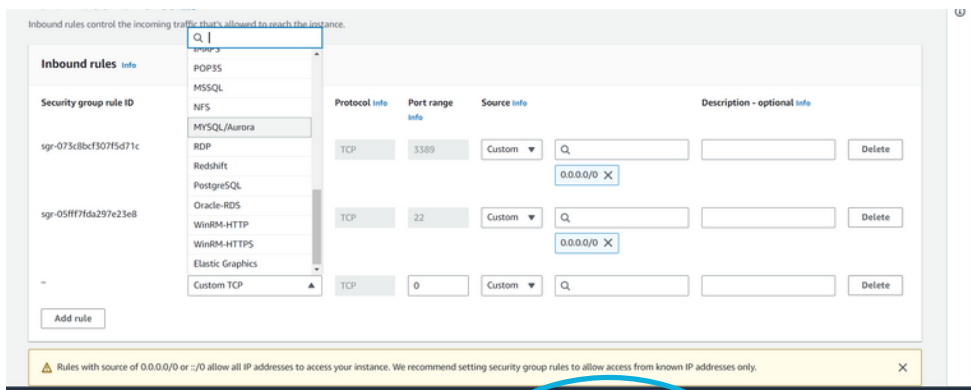 Inbound rules control the incoming traffic that's allowed to reach the instance.
Inbound rules Info
Security group rule ID
Protocol Info
Port range Info
Source Info
Description - optional Info
IMAPS
POP3S
MSSQL
NFS
MYSQL/Aurora
RDP
Redshift
PostgreSQL
Oracle-RDS
WinRM-HTTP
WinRM-HTTPS
Elastic Graphics
sgr-073c8bcf307f5d71c
TCP
3389
Custom
Delete
0.0.0.0/0
sgr-05fff7fda297e23e8
TCP
22
Custom
Delete
0.0.0.0/0
–
Custom TCP
TCP
0
Custom
Delete
Add rule
Rules with source of 0.0.0.0/0 or ::/0 allow all IP addresses to access your instance. We recommend setting security group rules to allow access from known IP addresses only.